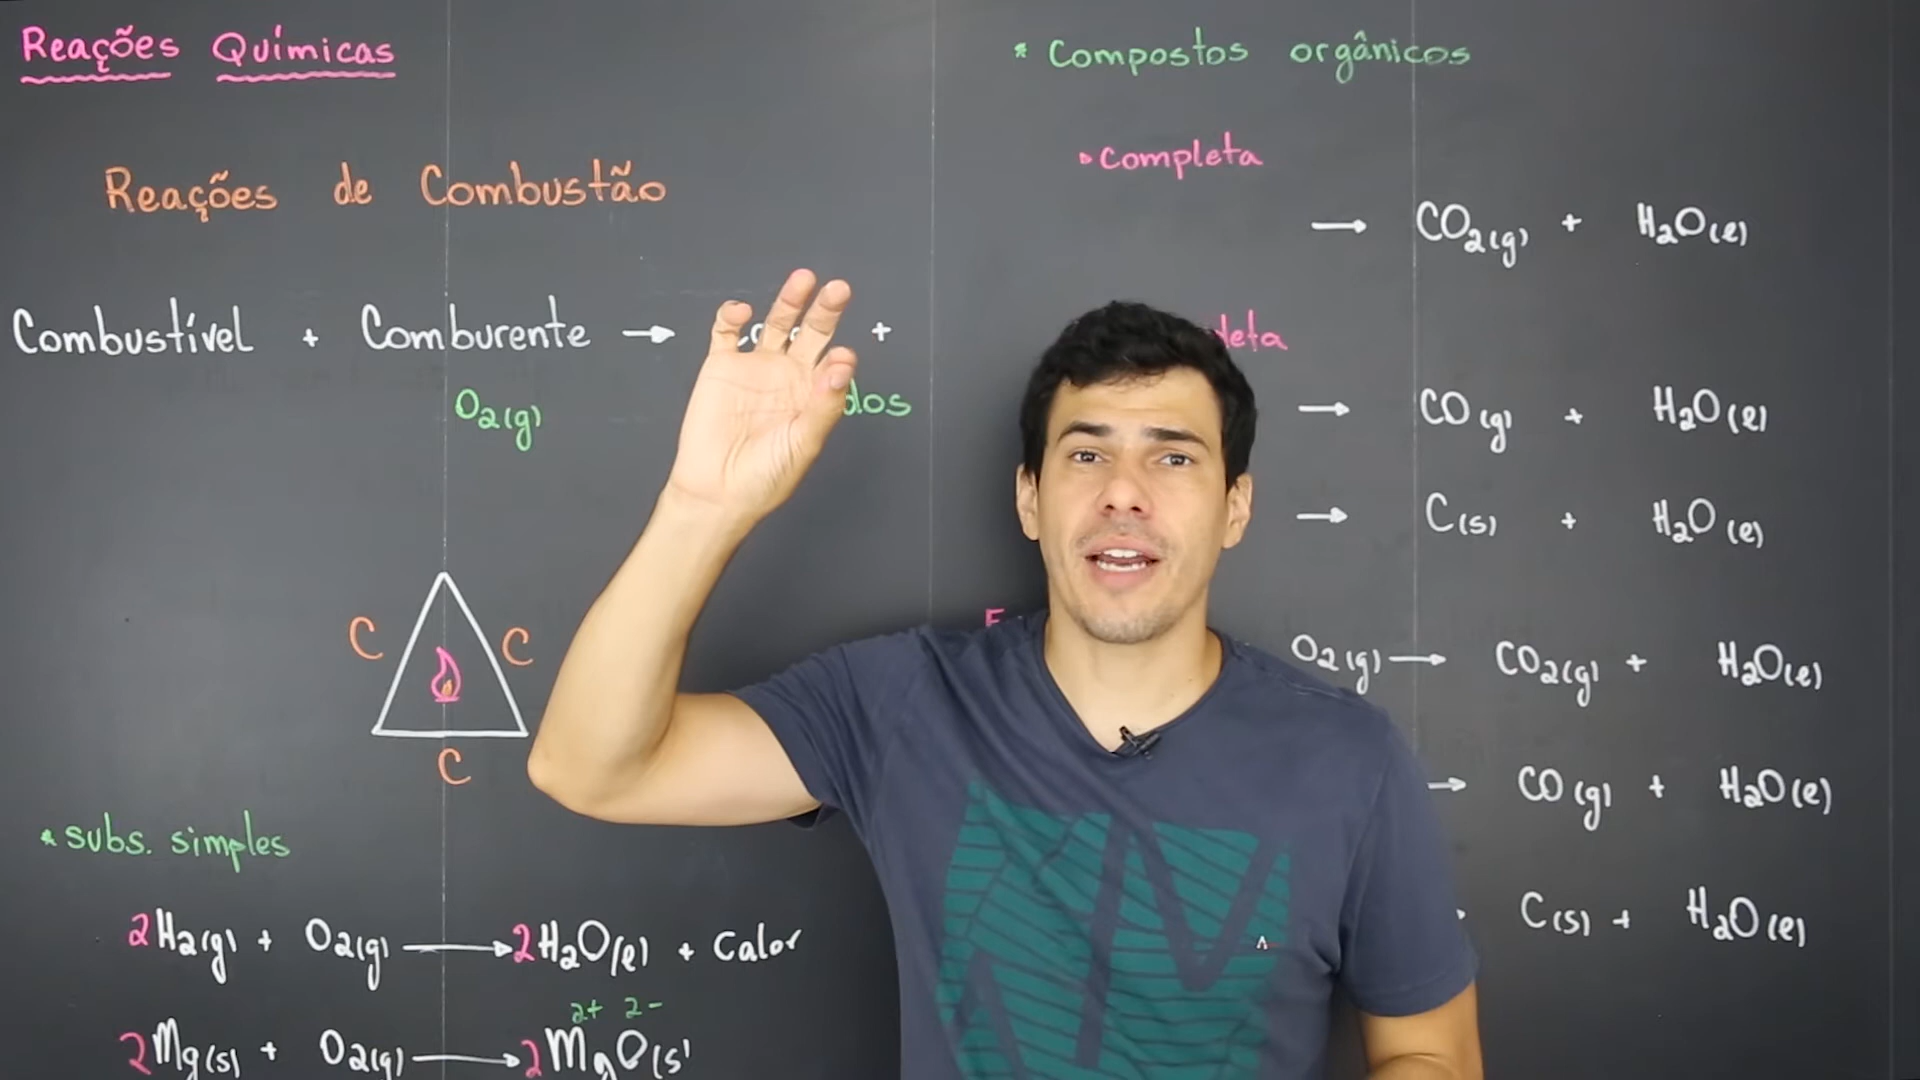 Reações Químicas
Reações de Combustão
Combustível + Comburente → +
O₂(g) dos
C C
C
* subs. simples
2H₂(g) + O₂(g) → 2H₂O(l) + Calor
2+ 2-
2Mg(s) + O₂(g) → 2MgO(s)
* Compostos orgânicos
• Completa
→ CO₂(g) + H₂O(l)
leta
→ CO(g) + H₂O(l)
→ C(s) + H₂O(l)
O₂(g) → CO₂(g) + H₂O(l)
→ CO(g) + H₂O(l)
C(s) + H₂O(l)